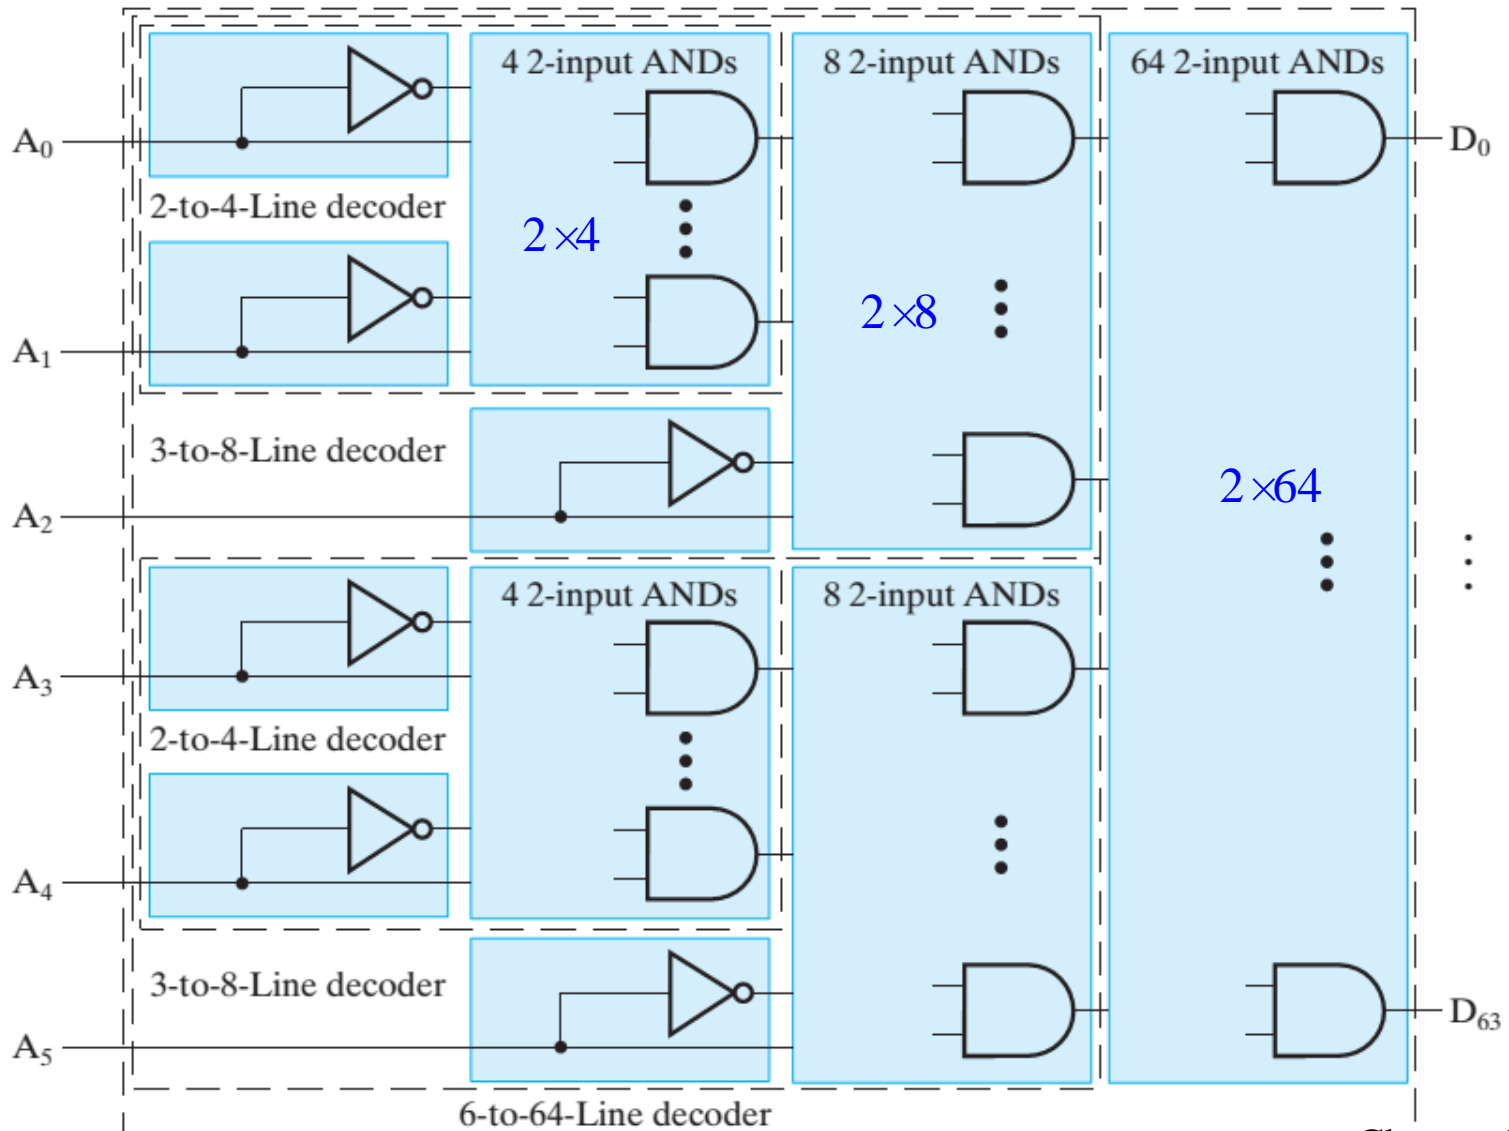 4 2-input ANDs
8 2-input ANDs
64 2-input ANDs
A0
D0
2-to-4-Line decoder
2×4
2×8
A1
3-to-8-Line decoder
2×64
A2
4 2-input ANDs
8 2-input ANDs
A3
2-to-4-Line decoder
A4
3-to-8-Line decoder
D63
A5
6-to-64-Line decoder